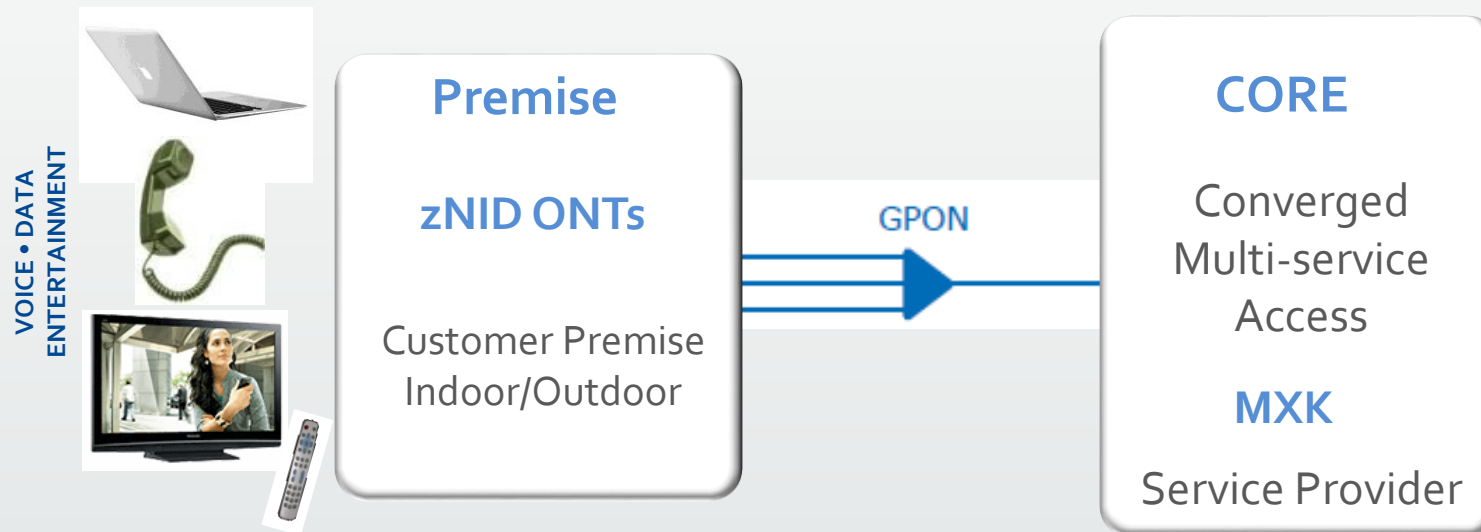 VOICE • DATA
ENTERTAINMENT
Premise
zNID ONTs
Customer Premise
Indoor/Outdoor
GPON
CORE
Converged
Multi-service
Access
MXK
Service Provider